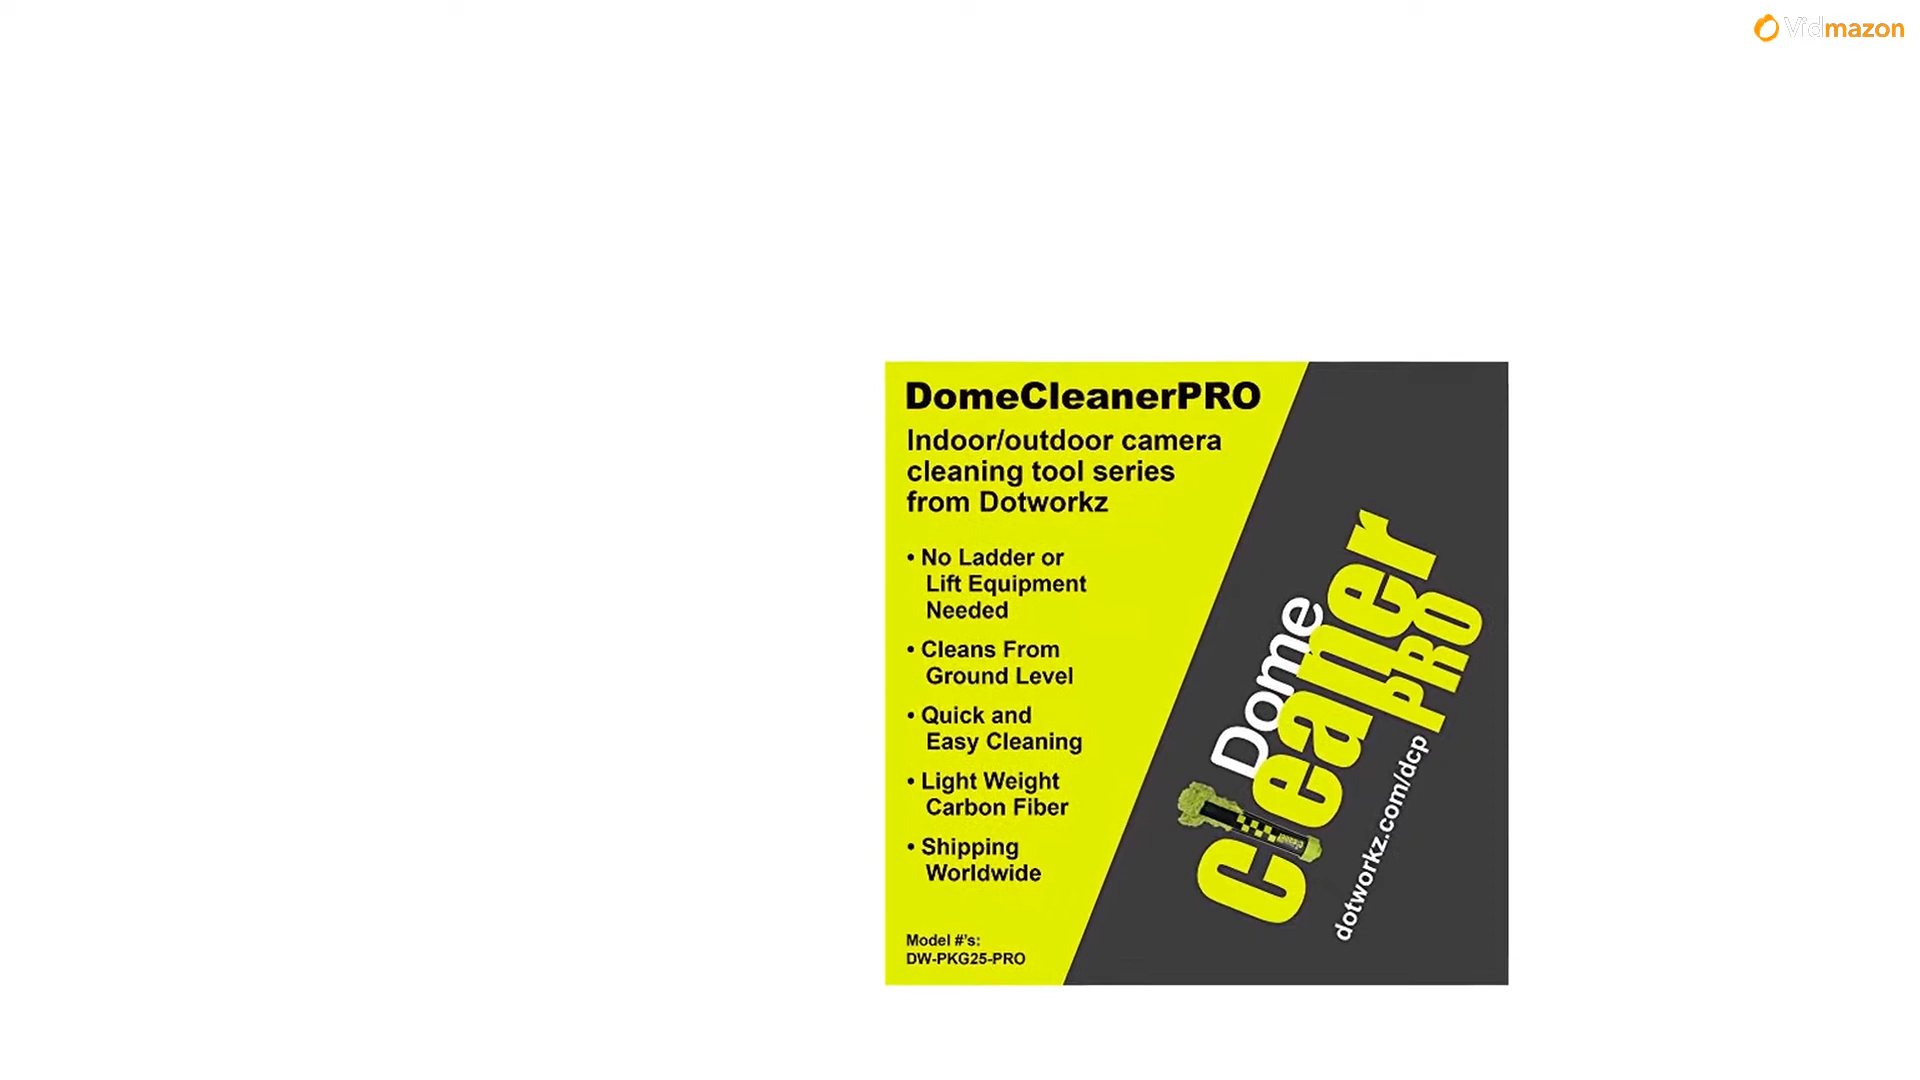 Vidmazon
DomeCleanerPRO
Indoor/outdoor camera
cleaning tool series
from Dotworkz
• No Ladder or
Lift Equipment
Needed
• Cleans From
Ground Level
• Quick and
Easy Cleaning
• Light Weight
Carbon Fiber
• Shipping
Worldwide
Model #'s:
DW-PKG25-PRO
Dome
cleaner
PRO
dotworkz.com/dcp